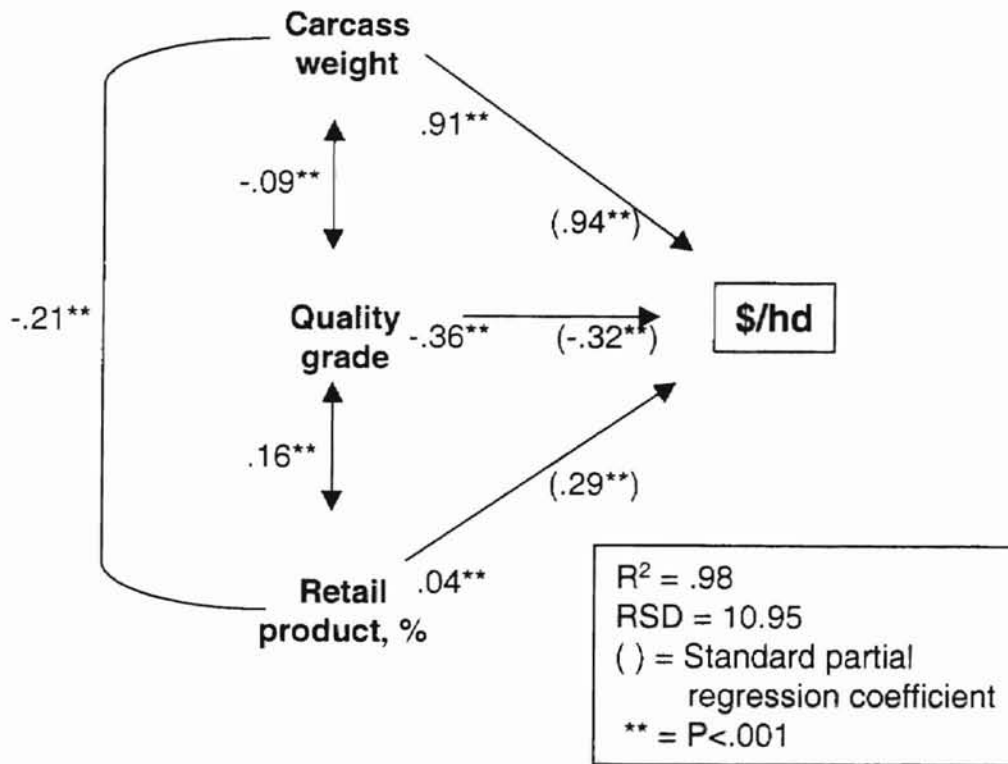 Carcass
weight
.91**
-.09**
(.94**)
-.21**
Quality
grade
-.36**
(-.32**)
$/hd
.16**
(.29**)
Retail
product, %
.04**
R² = .98
RSD = 10.95
( ) = Standard partial
regression coefficient
** = P<.001